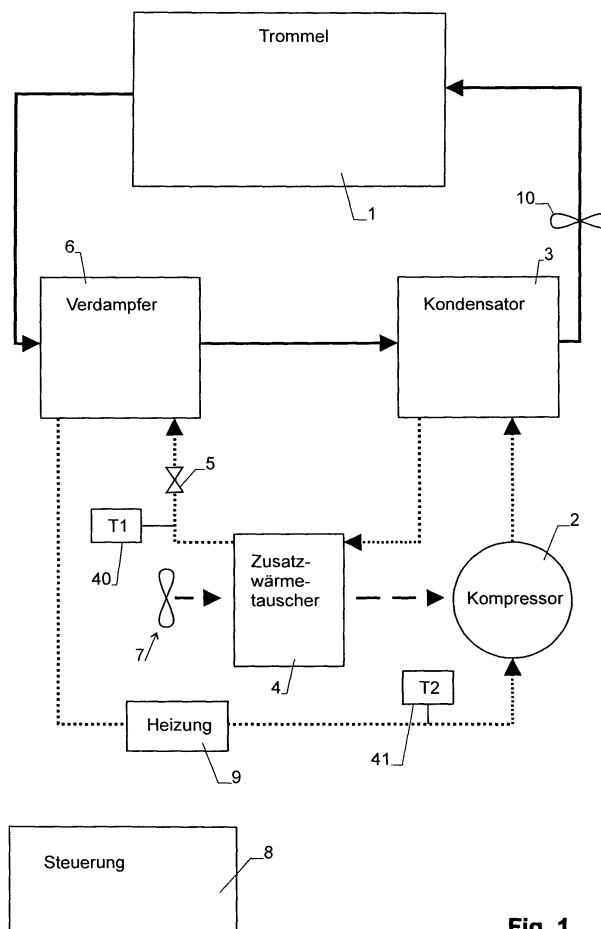 Trommel
1
10
6
3
Verdampfer
Kondensator
5
2
T1
40
Zusatz-
wärme-
tauscher
Kompressor
7
4
T2
Heizung
41
9
Steuerung
8
Fig. 1